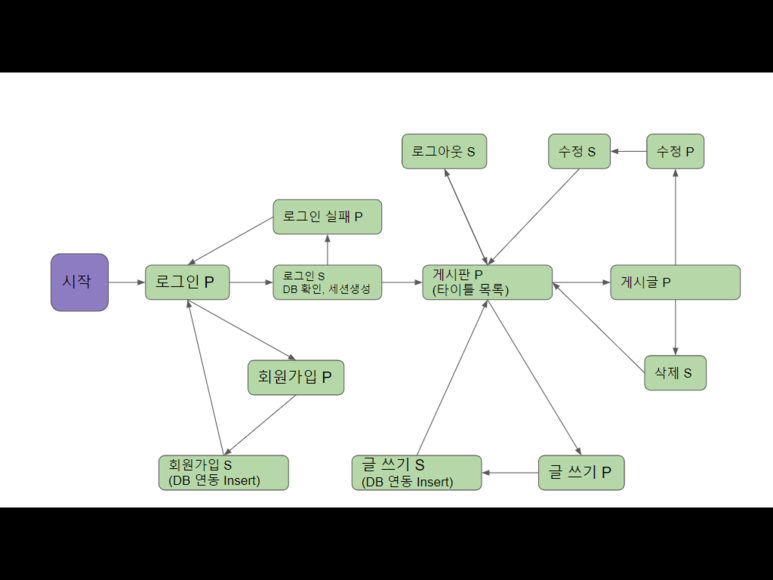 로그아웃 S
수정 S
수정 P
로그인 실패 P
시작
로그인 P
로그인 S
DB 확인, 세션생성
게시판 P
(타이틀 목록)
게시글 P
회원가입 P
삭제 S
회원가입 S
(DB 연동 Insert)
글 쓰기 S
(DB 연동 Insert)
글 쓰기 P